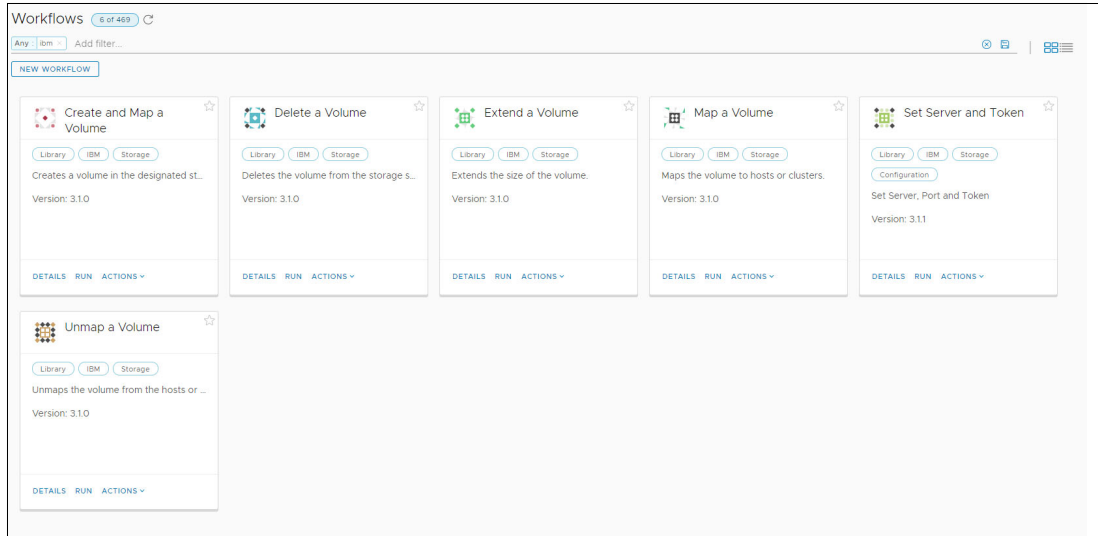 Workflows 6 of 469
Any : ibm × Add filter...
NEW WORKFLOW
Create and Map a
Volume
Library IBM Storage
Creates a volume in the designated st...
Version: 3.1.0
DETAILS RUN ACTIONS
Delete a Volume
Library IBM Storage
Deletes the volume from the storage s...
Version: 3.1.0
DETAILS RUN ACTIONS
Extend a Volume
Library IBM Storage
Extends the size of the volume.
Version: 3.1.0
DETAILS RUN ACTIONS
Map a Volume
Library IBM Storage
Maps the volume to hosts or clusters.
Version: 3.1.0
DETAILS RUN ACTIONS
Set Server and Token
Library IBM Storage
Configuration
Set Server, Port and Token
Version: 3.1.1
DETAILS RUN ACTIONS
Unmap a Volume
Library IBM Storage
Unmaps the volume from the hosts or ...
Version: 3.1.0
DETAILS RUN ACTIONS